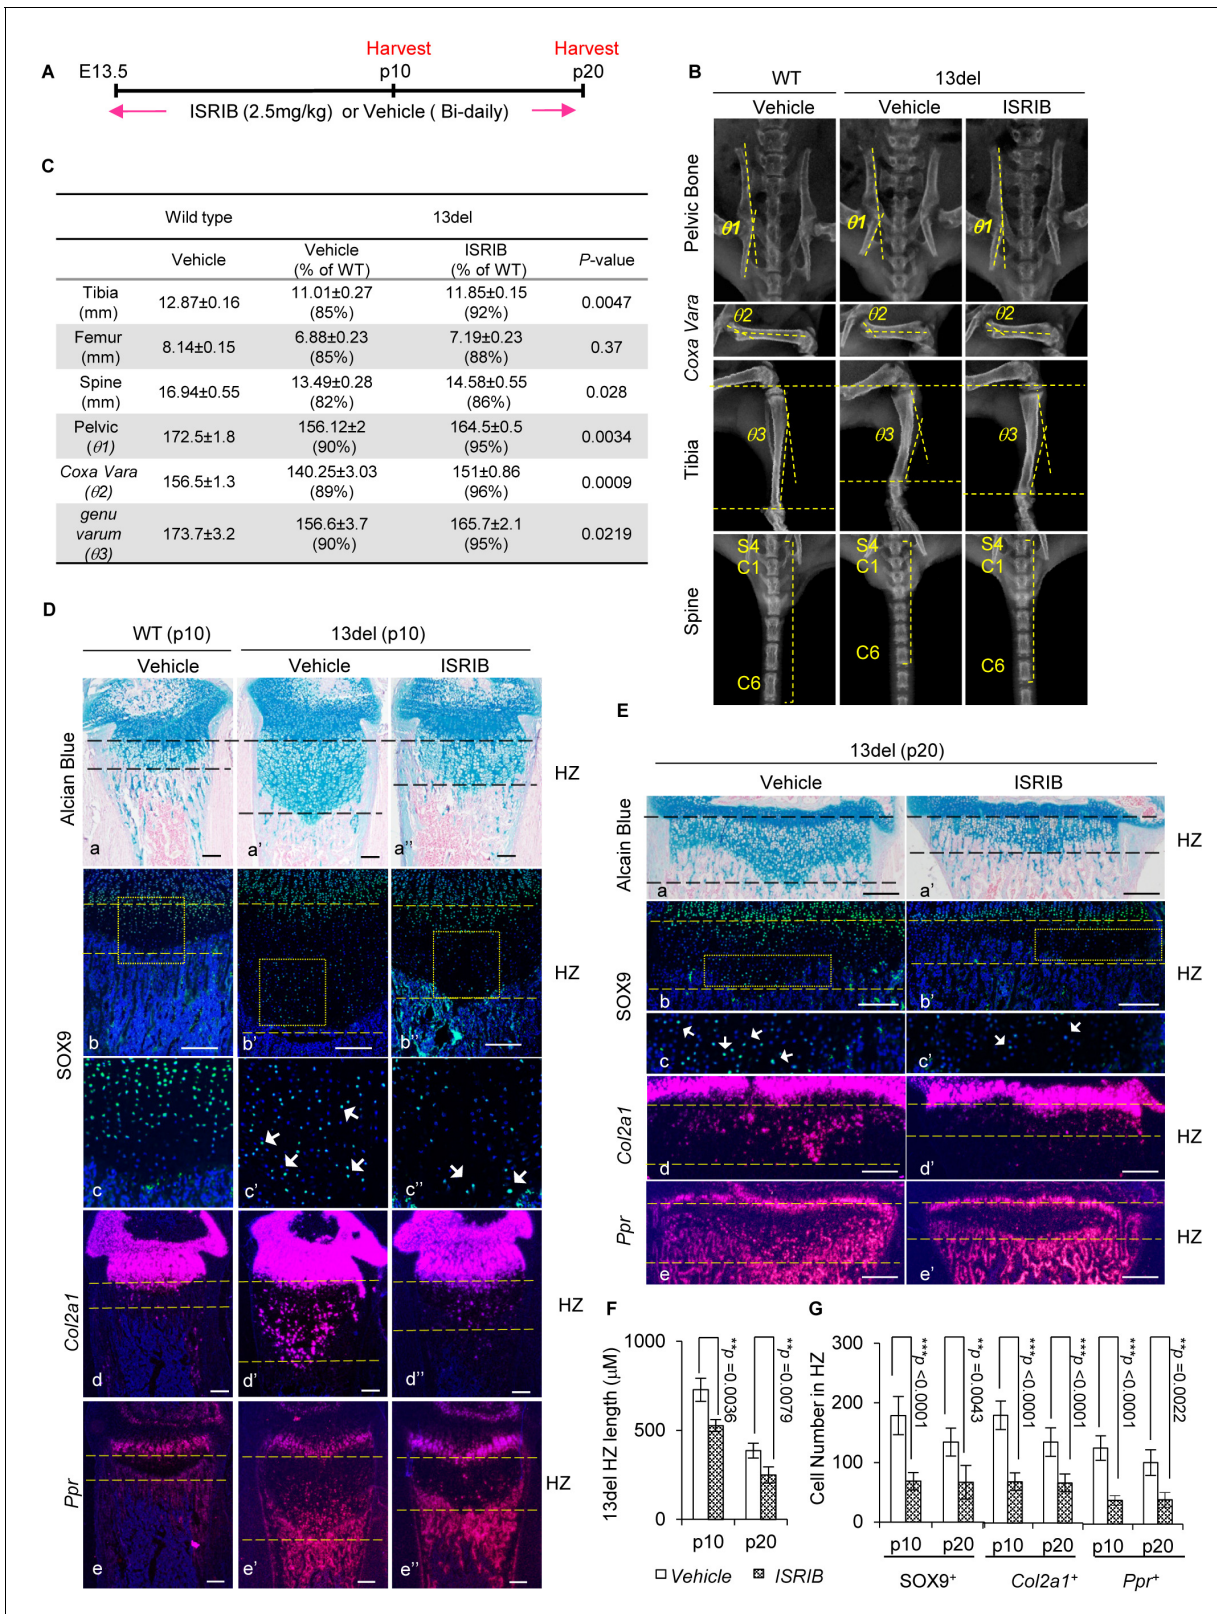 A
Harvest
Harvest
E13.5
p10
p20
ISRIB (2.5mg/kg) or Vehicle ( Bi-daily)
B
WT
13del
Vehicle
Vehicle
ISRIB
Pelvic Bone
θ1
θ1
θ1
Coxa Vara
θ2
θ2
θ2
Tibia
θ3
θ3
θ3
Spine
S4
C1
C6
S4
C1
C6
S4
C1
C6
C
Wild type
13del
Vehicle
Vehicle
(% of WT)
ISRIB
(% of WT)
P-value
Tibia
(mm)
12.87±0.16
11.01±0.27
(85%)
11.85±0.15
(92%)
0.0047
Femur
(mm)
8.14±0.15
6.88±0.23
(85%)
7.19±0.23
(88%)
0.37
Spine
(mm)
16.94±0.55
13.49±0.28
(82%)
14.58±0.55
(86%)
0.028
Pelvic
(θ1)
172.5±1.8
156.12±2
(90%)
164.5±0.5
(95%)
0.0034
Coxa Vara
(θ2)
156.5±1.3
140.25±3.03
(89%)
151±0.86
(96%)
0.0009
genu
varum
(θ3)
173.7±3.2
156.6±3.7
(90%)
165.7±2.1
(95%)
0.0219
D
WT (p10)
13del (p10)
Vehicle
Vehicle
ISRIB
Alcian Blue
a
a'
a''
HZ
SOX9
b
b'
b''
HZ
c
c'
c''
Col2a1
d
d'
d''
HZ
Ppr
e
e'
e''
HZ
E
13del (p20)
Vehicle
ISRIB
Alcain Blue
a
a'
HZ
SOX9
b
b'
HZ
c
c'
Col2a1
d
d'
HZ
Ppr
e
e'
HZ
F
13del HZ length (μM)
1000
500
0
**p =0.0036
**p =0.0079
p10
p20
Vehicle
ISRIB
G
Cell Number in HZ
300
200
100
0
***p <0.0001
**p =0.0043
***p <0.0001
***p <0.0001
***p <0.0001
**p =0.0022
p10
p20
p10
p20
p10
p20
SOX9+
Col2a1+
Ppr+